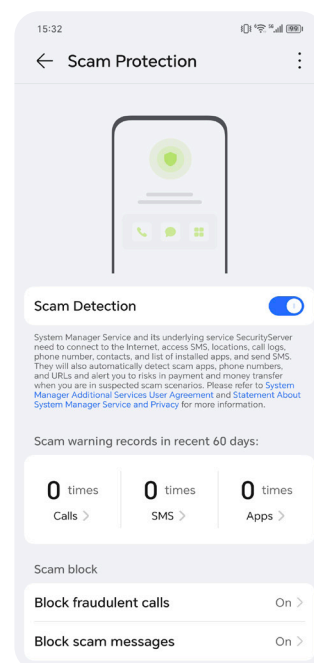 15:32
Scam Protection
Scam Detection
System Manager Service and its underlying service SecurityServer
need to connect to the Internet, access SMS, locations, call logs,
phone number, contacts, and list of installed apps, and send SMS.
They will also automatically detect scam apps, phone numbers,
and URLs and alert you to risks in payment and money transfer
when you are in suspected scam scenarios. Please refer to System
Manager Additional Services User Agreement and Statement About
System Manager Service and Privacy for more information.
Scam warning records in recent 60 days:
0 times 0 times 0 times
Calls > SMS > Apps >
Scam block
Block fraudulent calls On >
Block scam messages On >